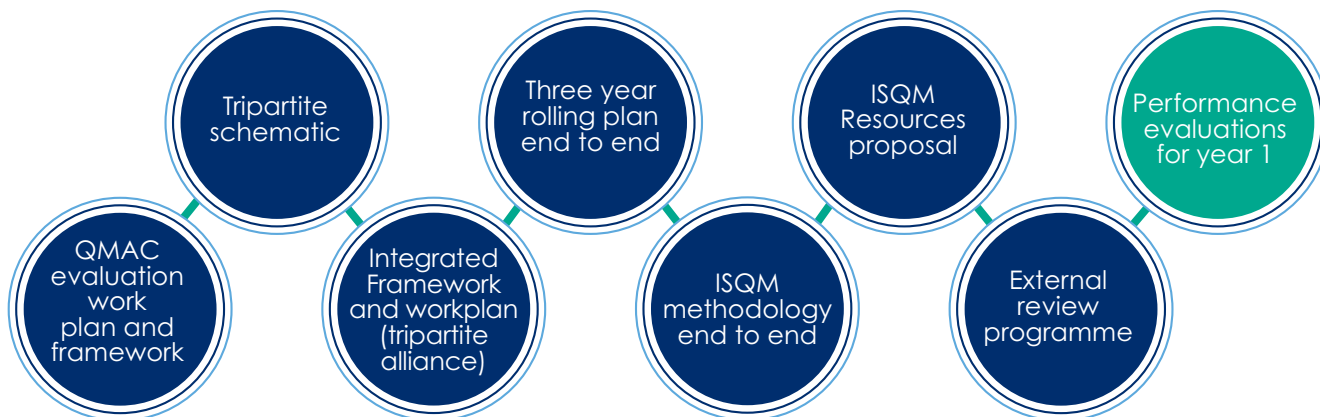 QMAC
evaluation
work
plan and
framework
Tripartite
schematic
Integrated
Framework
and workplan
(tripartite
alliance)
Three year
rolling plan
end to end
ISQM
methodology
end to end
ISQM
Resources
proposal
External
review
programme
Performance
evaluations
for year 1